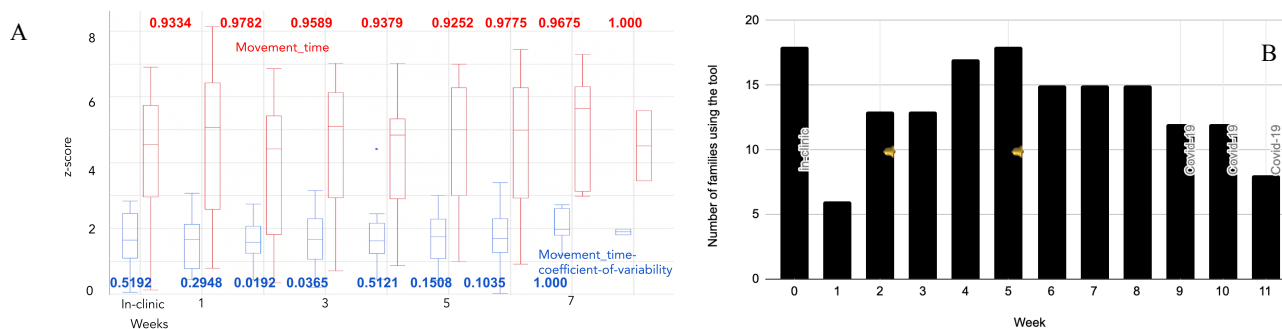 A
0.9334 0.9782 0.9589 0.9379 0.9252 0.9775 0.9675 1.000
Movement_time
8
6
4
2
0
z-score
Movement_time-
coefficient-of-variability
0.5192 0.2948 0.0192 0.0365 0.5121 0.1508 0.1035 1.000
In-clinic 1 3 5 7
Weeks
B
20
15
10
5
0
Number of families using the tool
In-clinic
Covid-19
Covid-19
Covid-19
0 1 2 3 4 5 6 7 8 9 10 11
Week